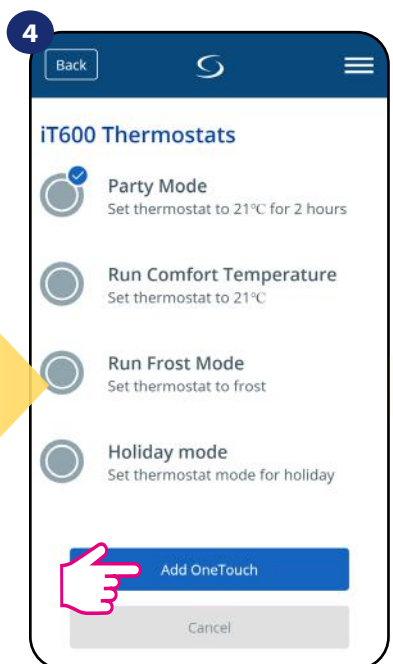 4
Back
iT600 Thermostats
Party Mode
Set thermostat to 21℃ for 2 hours
Run Comfort Temperature
Set thermostat to 21℃
Run Frost Mode
Set thermostat to frost
Holiday mode
Set thermostat mode for holiday
Add OneTouch
Cancel